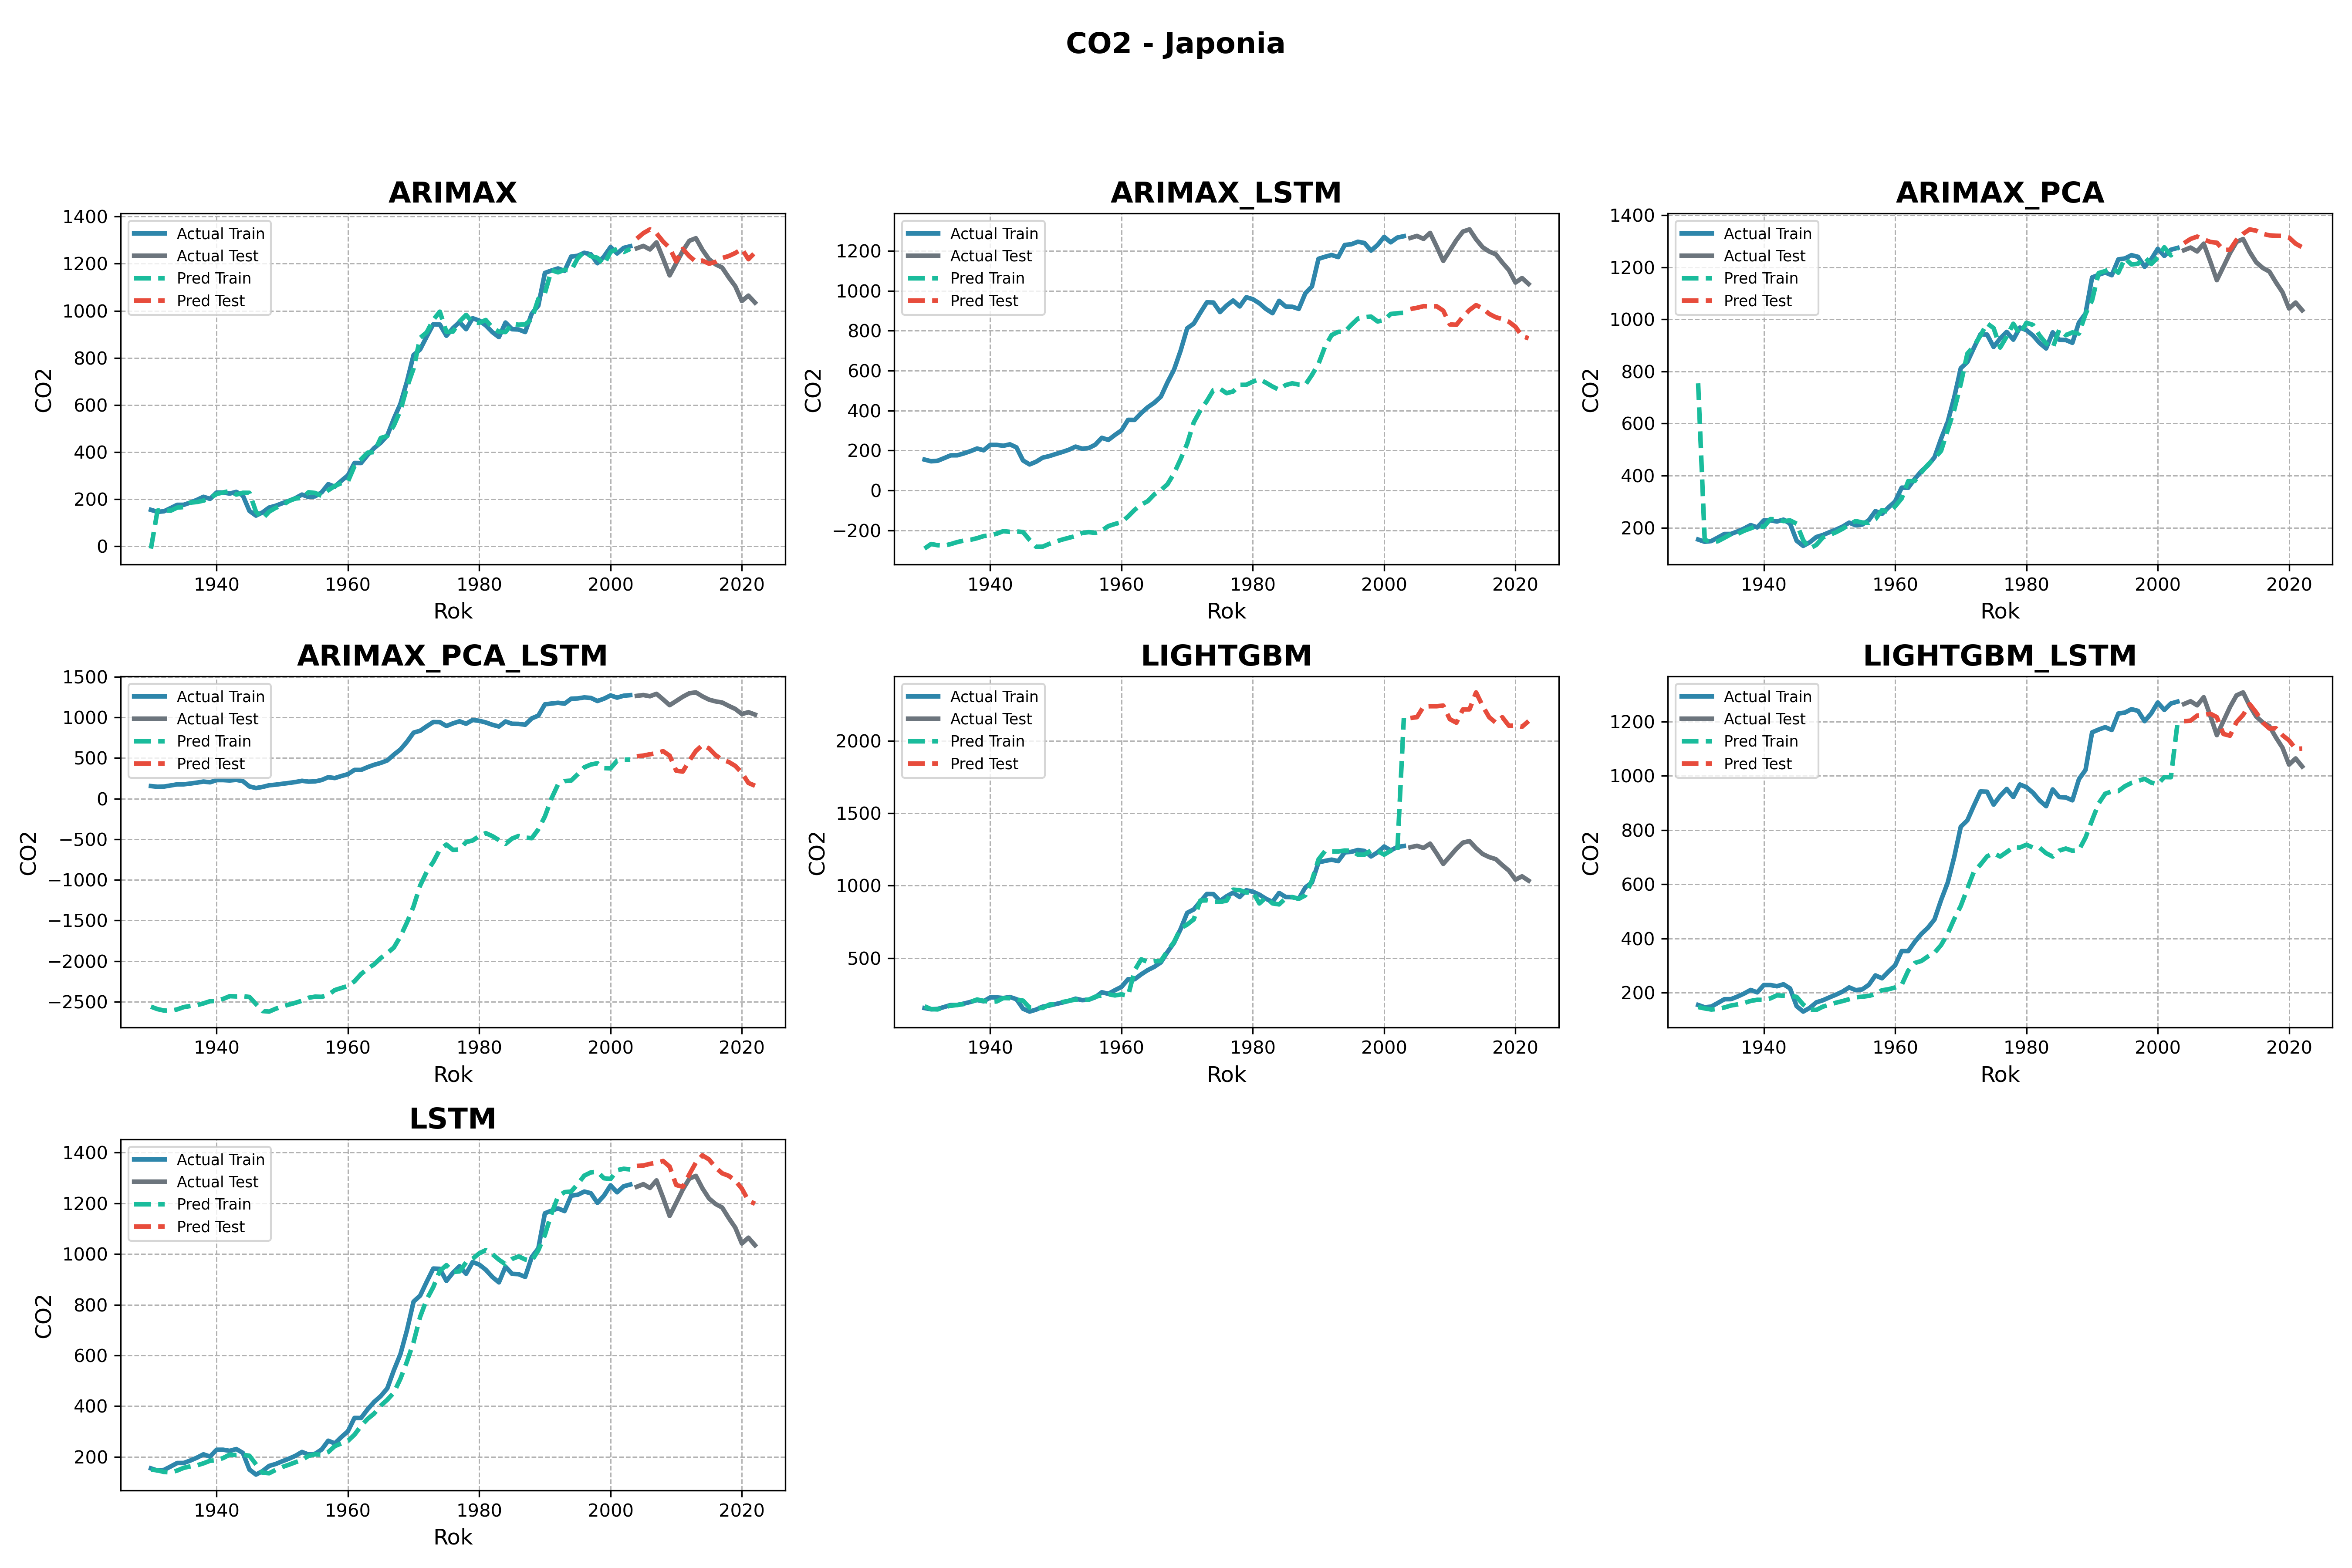 CO2 - Japonia
ARIMAX
1400
1200
1000
800
600
400
200
0
CO2
Actual Train
Actual Test
Pred Train
Pred Test
1940 1960 1980 2000 2020
Rok
ARIMAX_LSTM
1200
1000
800
600
400
200
0
−200
CO2
Actual Train
Actual Test
Pred Train
Pred Test
1940 1960 1980 2000 2020
Rok
ARIMAX_PCA
1400
1200
1000
800
600
400
200
CO2
Actual Train
Actual Test
Pred Train
Pred Test
1940 1960 1980 2000 2020
Rok
ARIMAX_PCA_LSTM
1500
1000
500
0
−500
−1000
−1500
−2000
−2500
CO2
Actual Train
Actual Test
Pred Train
Pred Test
1940 1960 1980 2000 2020
Rok
LIGHTGBM
2000
1500
1000
500
CO2
Actual Train
Actual Test
Pred Train
Pred Test
1940 1960 1980 2000 2020
Rok
LIGHTGBM_LSTM
1200
1000
800
600
400
200
CO2
Actual Train
Actual Test
Pred Train
Pred Test
1940 1960 1980 2000 2020
Rok
LSTM
1400
1200
1000
800
600
400
200
CO2
Actual Train
Actual Test
Pred Train
Pred Test
1940 1960 1980 2000 2020
Rok